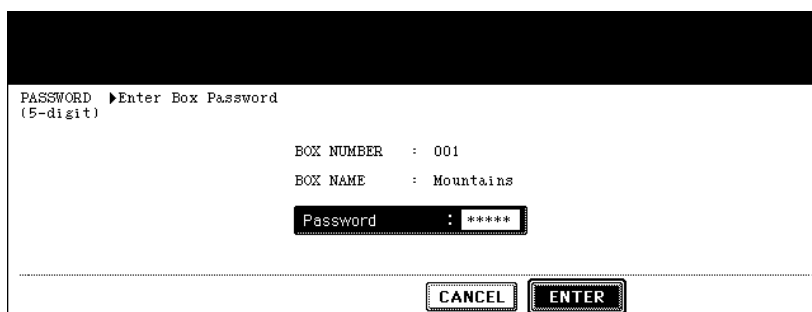 PASSWORD ▶Enter Box Password
(5-digit)
BOX NUMBER : 001
BOX NAME : Mountains
Password : *****
CANCEL ENTER